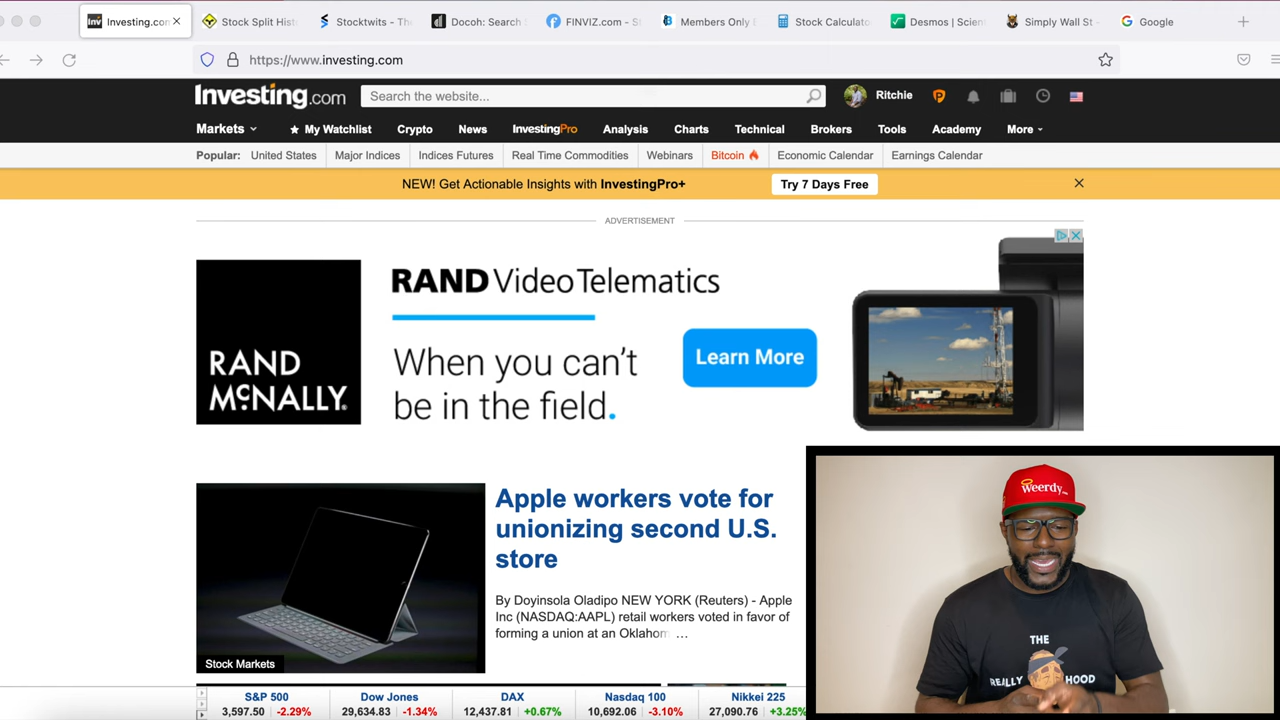 Investing.com
Stock Split Hist
Stocktwits - The
Docoh: Search
FINVIZ.com - S
Members Only
Stock Calculato
Desmos | Scien
Simply Wall St -
Google
https://www.investing.com
Investing.com
Search the website...
Ritchie
Markets
My Watchlist
Crypto
News
InvestingPro
Analysis
Charts
Technical
Brokers
Tools
Academy
More
Popular:
United States
Major Indices
Indices Futures
Real Time Commodities
Webinars
Bitcoin
Economic Calendar
Earnings Calendar
NEW! Get Actionable Insights with InvestingPro+
Try 7 Days Free
ADVERTISEMENT
RAND Video Telematics
RAND
McNALLY®
When you can't
be in the field.
Learn More
Apple workers vote for
unionizing second U.S.
store
By Doyinsola Oladipo NEW YORK (Reuters) - Apple
Inc (NASDAQ:AAPL) retail workers voted in favor of
forming a union at an Oklahom ...
Stock Markets
Weerdy
THE
REALLY HOOD
S&P 500
3,597.50 -2.29%
Dow Jones
29,634.83 -1.34%
DAX
12,437.81 +0.67%
Nasdaq 100
10,692.06 -3.10%
Nikkei 225
27,090.76 +3.25%